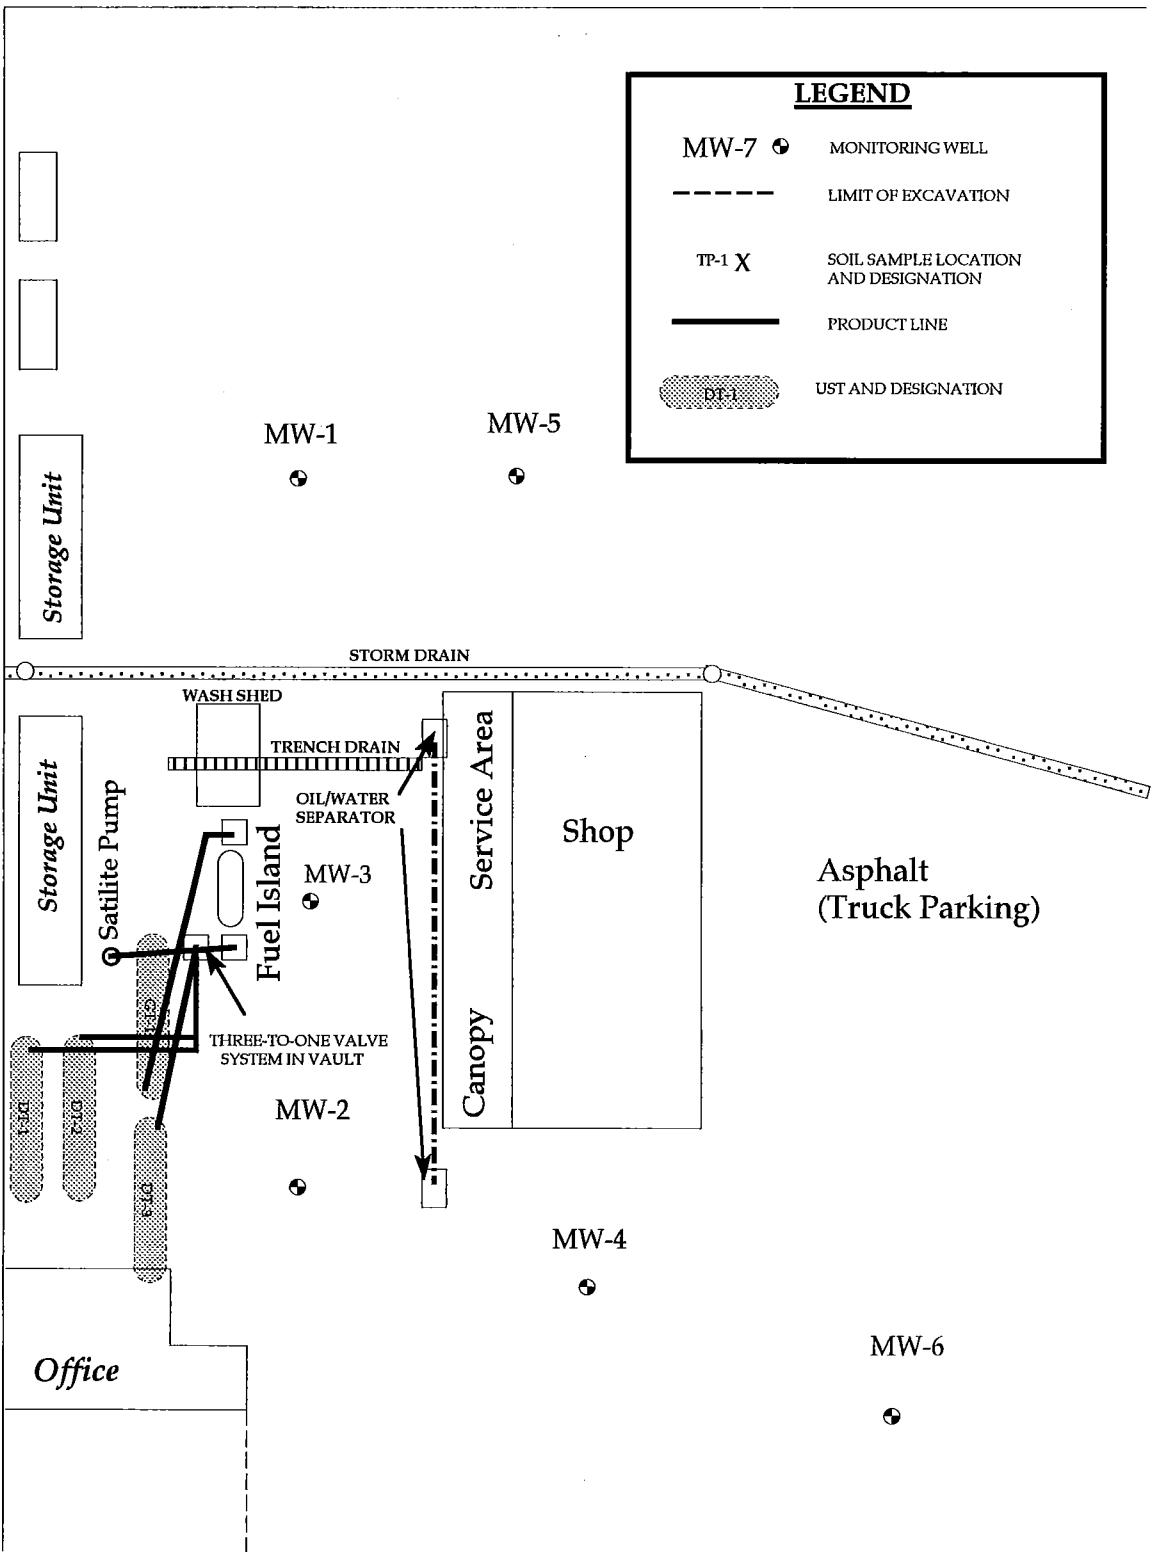 LEGEND
MW-7 MONITORING WELL
LIMIT OF EXCAVATION
TP-1 X SOIL SAMPLE LOCATION
AND DESIGNATION
PRODUCT LINE
DT-1 UST AND DESIGNATION
MW-1
MW-5
Storage Unit
STORM DRAIN
WASH SHED
TRENCH DRAIN
OIL/WATER
SEPARATOR
Storage Unit
Satilite Pump
Fuel Island
MW-3
Service Area
Canopy
Shop
Asphalt
(Truck Parking)
THREE-TO-ONE VALVE
SYSTEM IN VAULT
DT-1
DT-2
DT-3
MW-2
MW-4
MW-6
Office